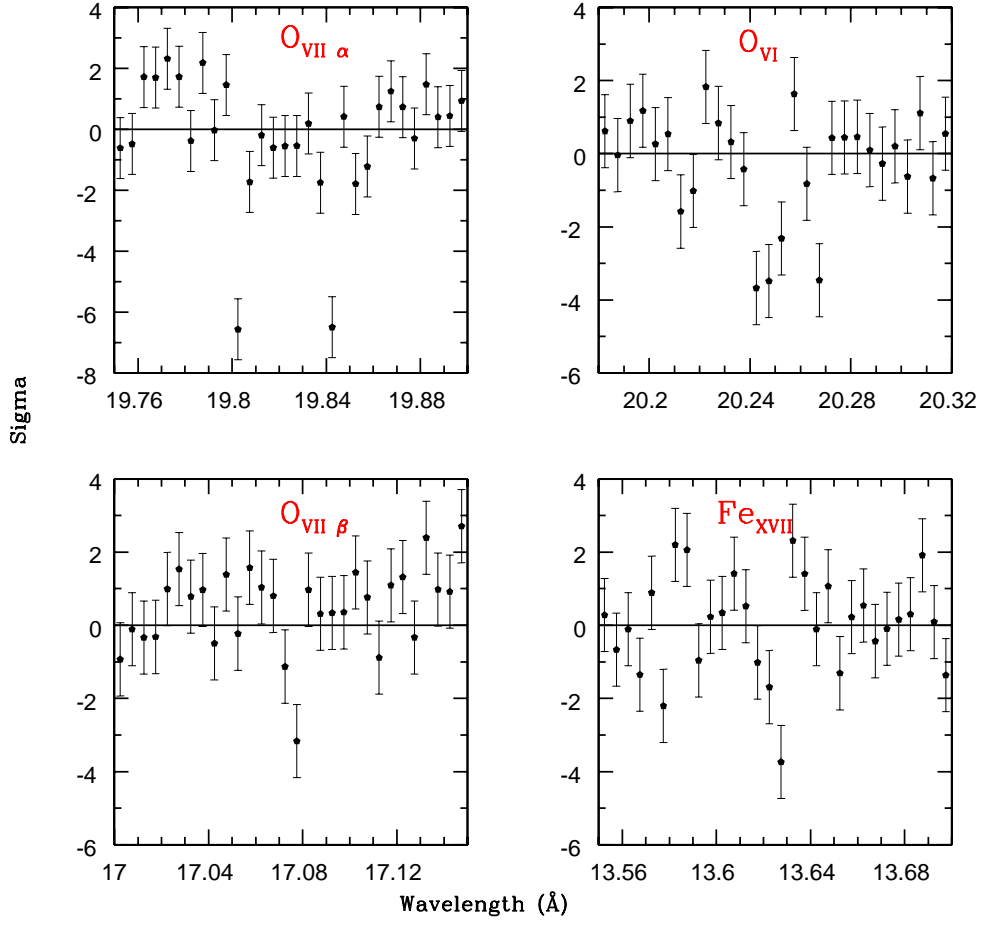 O VII α
4
2
0
-2
-4
-6
-8
19.76 19.8 19.84 19.88
O VI
4
2
0
-2
-4
-6
20.2 20.24 20.28 20.32
Sigma
O VII β
4
2
0
-2
-4
-6
17 17.04 17.08 17.12
Fe XVII
4
2
0
-2
-4
-6
13.56 13.6 13.64 13.68
Wavelength (Å)